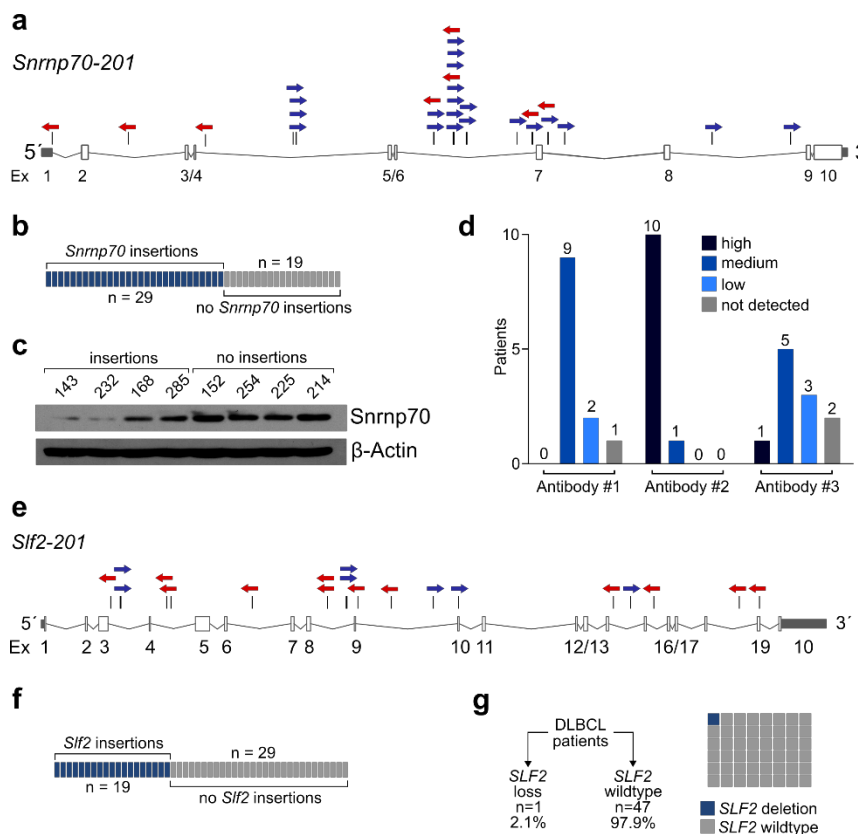 a
Snrnp70-201
5´ 3
Ex 1 2 3/4 5/6 7 8 9 10
b
Snrnp70 insertions
n = 19
n = 29
no Snrnp70 insertions
c
insertions no insertions
143 232 168 285 152 254 225 214
Snrnp70
β-Actin
d
10
5
0
Patients
high
medium
low
not detected
0 9 2 1
10 1 0 0
1 5 3 2
Antibody #1 Antibody #2 Antibody #3
e
Slf2-201
5´ 3´
Ex 1 2 3 4 5 6 7 8 9 10 11 12/13 16/17 19 10
f
Slf2 insertions
n = 29
n = 19
no Slf2 insertions
g
DLBCL
patients
SLF2 SLF2
loss wildtype
n=1 n=47
2.1% 97.9%
SLF2 deletion
SLF2 wildtype